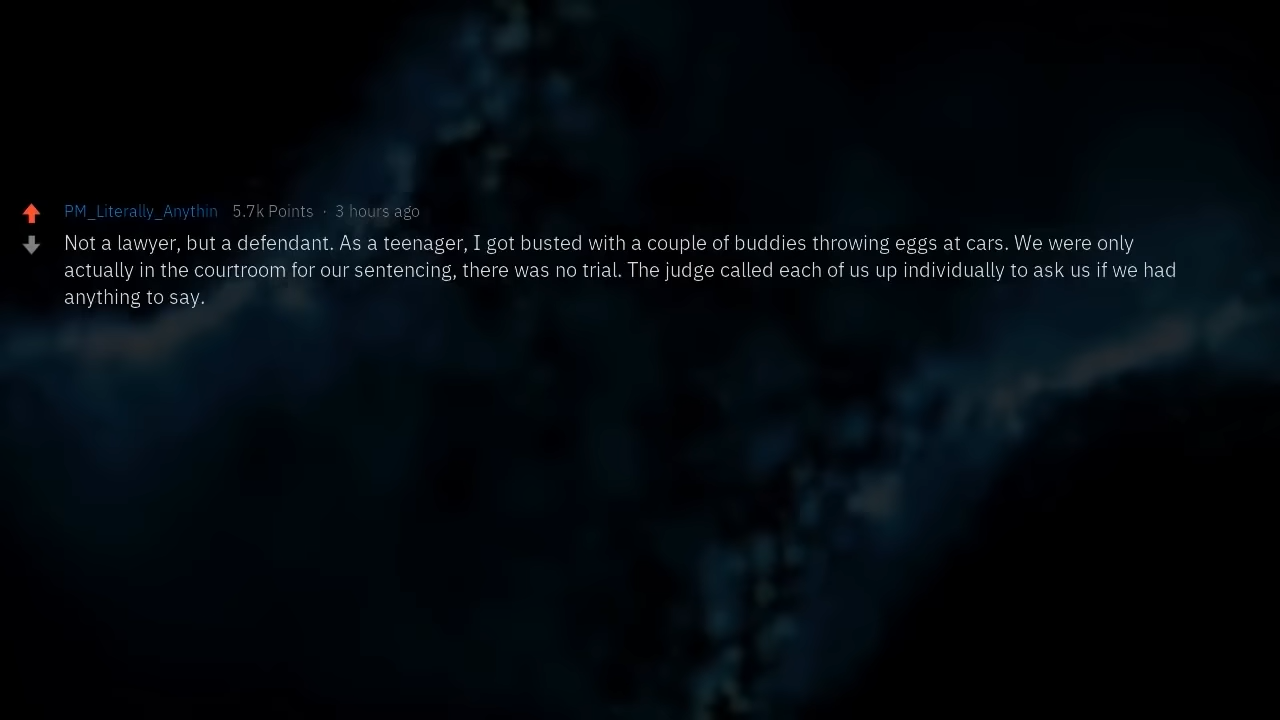 PM_Literally_Anythin 5.7k Points · 3 hours ago
Not a lawyer, but a defendant. As a teenager, I got busted with a couple of buddies throwing eggs at cars. We were only
actually in the courtroom for our sentencing, there was no trial. The judge called each of us up individually to ask us if we had
anything to say.